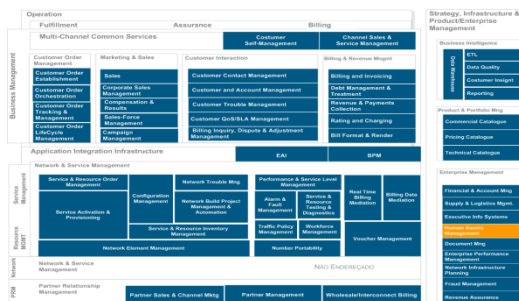 Operation
Fulfillment
Assurance
Billing
Business Management
Multi-Channel Common Services
Costumer
Self-Management
Channel Sales &
Service Management
Customer Order
Management
Customer Order
Establishment
Customer Order
Orchestration
Customer Order
Tracking &
Management
Customer Order
LifeCycle
Management
Marketing & Sales
Sales
Corporate Sales
Management
Compensation &
Results
Sales-Force
Management
Campaign
Management
Customer Interaction
Customer Contact Management
Customer and Account Management
Customer Trouble Management
Customer QoS/SLA Management
Billing Inquiry, Dispute & Adjustment
Management
Billing & Revenue Mngmt
Billing and Invoicing
Debt Management &
Treatment
Revenue & Payments
Collection
Rating and Charging
Bill Format & Render
Application Integration Infrastructure
EAI
BPM
Service
Management
Resource
MGMT
Network & Service Management
Service & Resource Order
Management
Service Activation &
Provisioning
Configuration
Management
Network Trouble Mng
Network Build Project
Management &
Automation
Service & Resource Inventory
Management
Network Element Management
Performance & Service Level
Management
Alarm &
Fault
Management
Service &
Resource
Testing &
Diagnostics
Traffic Policy
Management
Workforce
Management
Number Portability
Real Time
Billing
Mediation
Billing Data
Mediation
Voucher Management
Network
Network & Service
Management
NÃO ENDEREÇADO
PRM
Partner Relationship
Management
Partner Sales & Channel Mktg
Partner Management
Wholesale/Interconnect Billing
Strategy, Infrastructure &
Product/Enterprise
Management
Business Intelligence
Data Warehouse
ETL
Data Quality
Customer Insignt
Reporting
Product & Portfolio Mng
Commercial Catalogue
Pricing Catalogue
Technical Catalogue
Enterprise Management
Financial & Account Mng
Supply & Logistics Mgmt.
Executive Info Systems
Human Assets
Management
Document Mng
Enterprise Performance
Management
Network Infrastructure
Planning
Fraud Management
Revenue Assurance